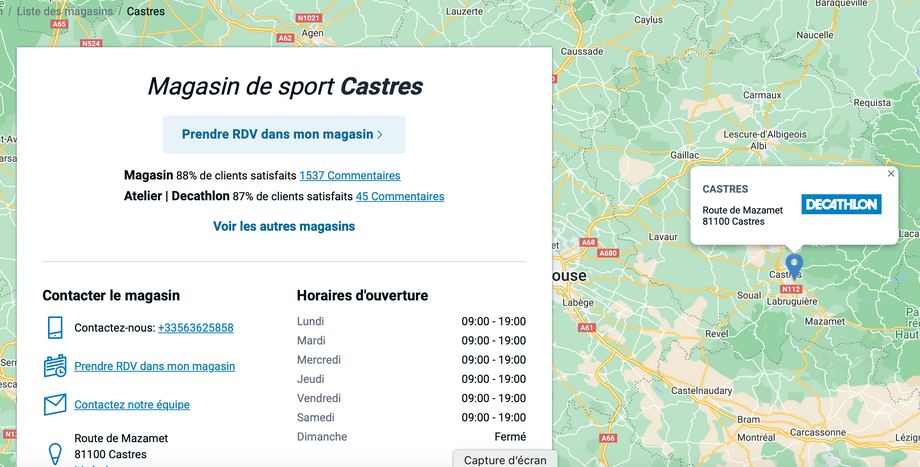 / Liste des magasins / Castres
Magasin de sport Castres
Prendre RDV dans mon magasin >
Magasin 88% de clients satisfaits 1537 Commentaires
Atelier | Decathlon 87% de clients satisfaits 45 Commentaires
Voir les autres magasins
Contacter le magasin
Contactez-nous: +33563625858
Prendre RDV dans mon magasin
Contactez notre équipe
Route de Mazamet
81100 Castres
Horaires d'ouverture
Lundi 09:00 - 19:00
Mardi 09:00 - 19:00
Mercredi 09:00 - 19:00
Jeudi 09:00 - 19:00
Vendredi 09:00 - 19:00
Samedi 09:00 - 19:00
Dimanche Fermé
Capture d'écran
CASTRES
Route de Mazamet
81100 Castres
DECATHLON
×
A65
N524
N1021
A62
Agen
Lauzerte
Caylus
Baraqueville
Naucelle
Caussade
Carmaux
Requista
Lescure-d'Albigeois
Albi
Gaillac
Lavaur
A68
A680
ouse
Labège
A61
Castres
N112
Soual
Labruguière
Mazamet
Revel
Castelnaudary
Bram
Montréal
Carcassonne
A66